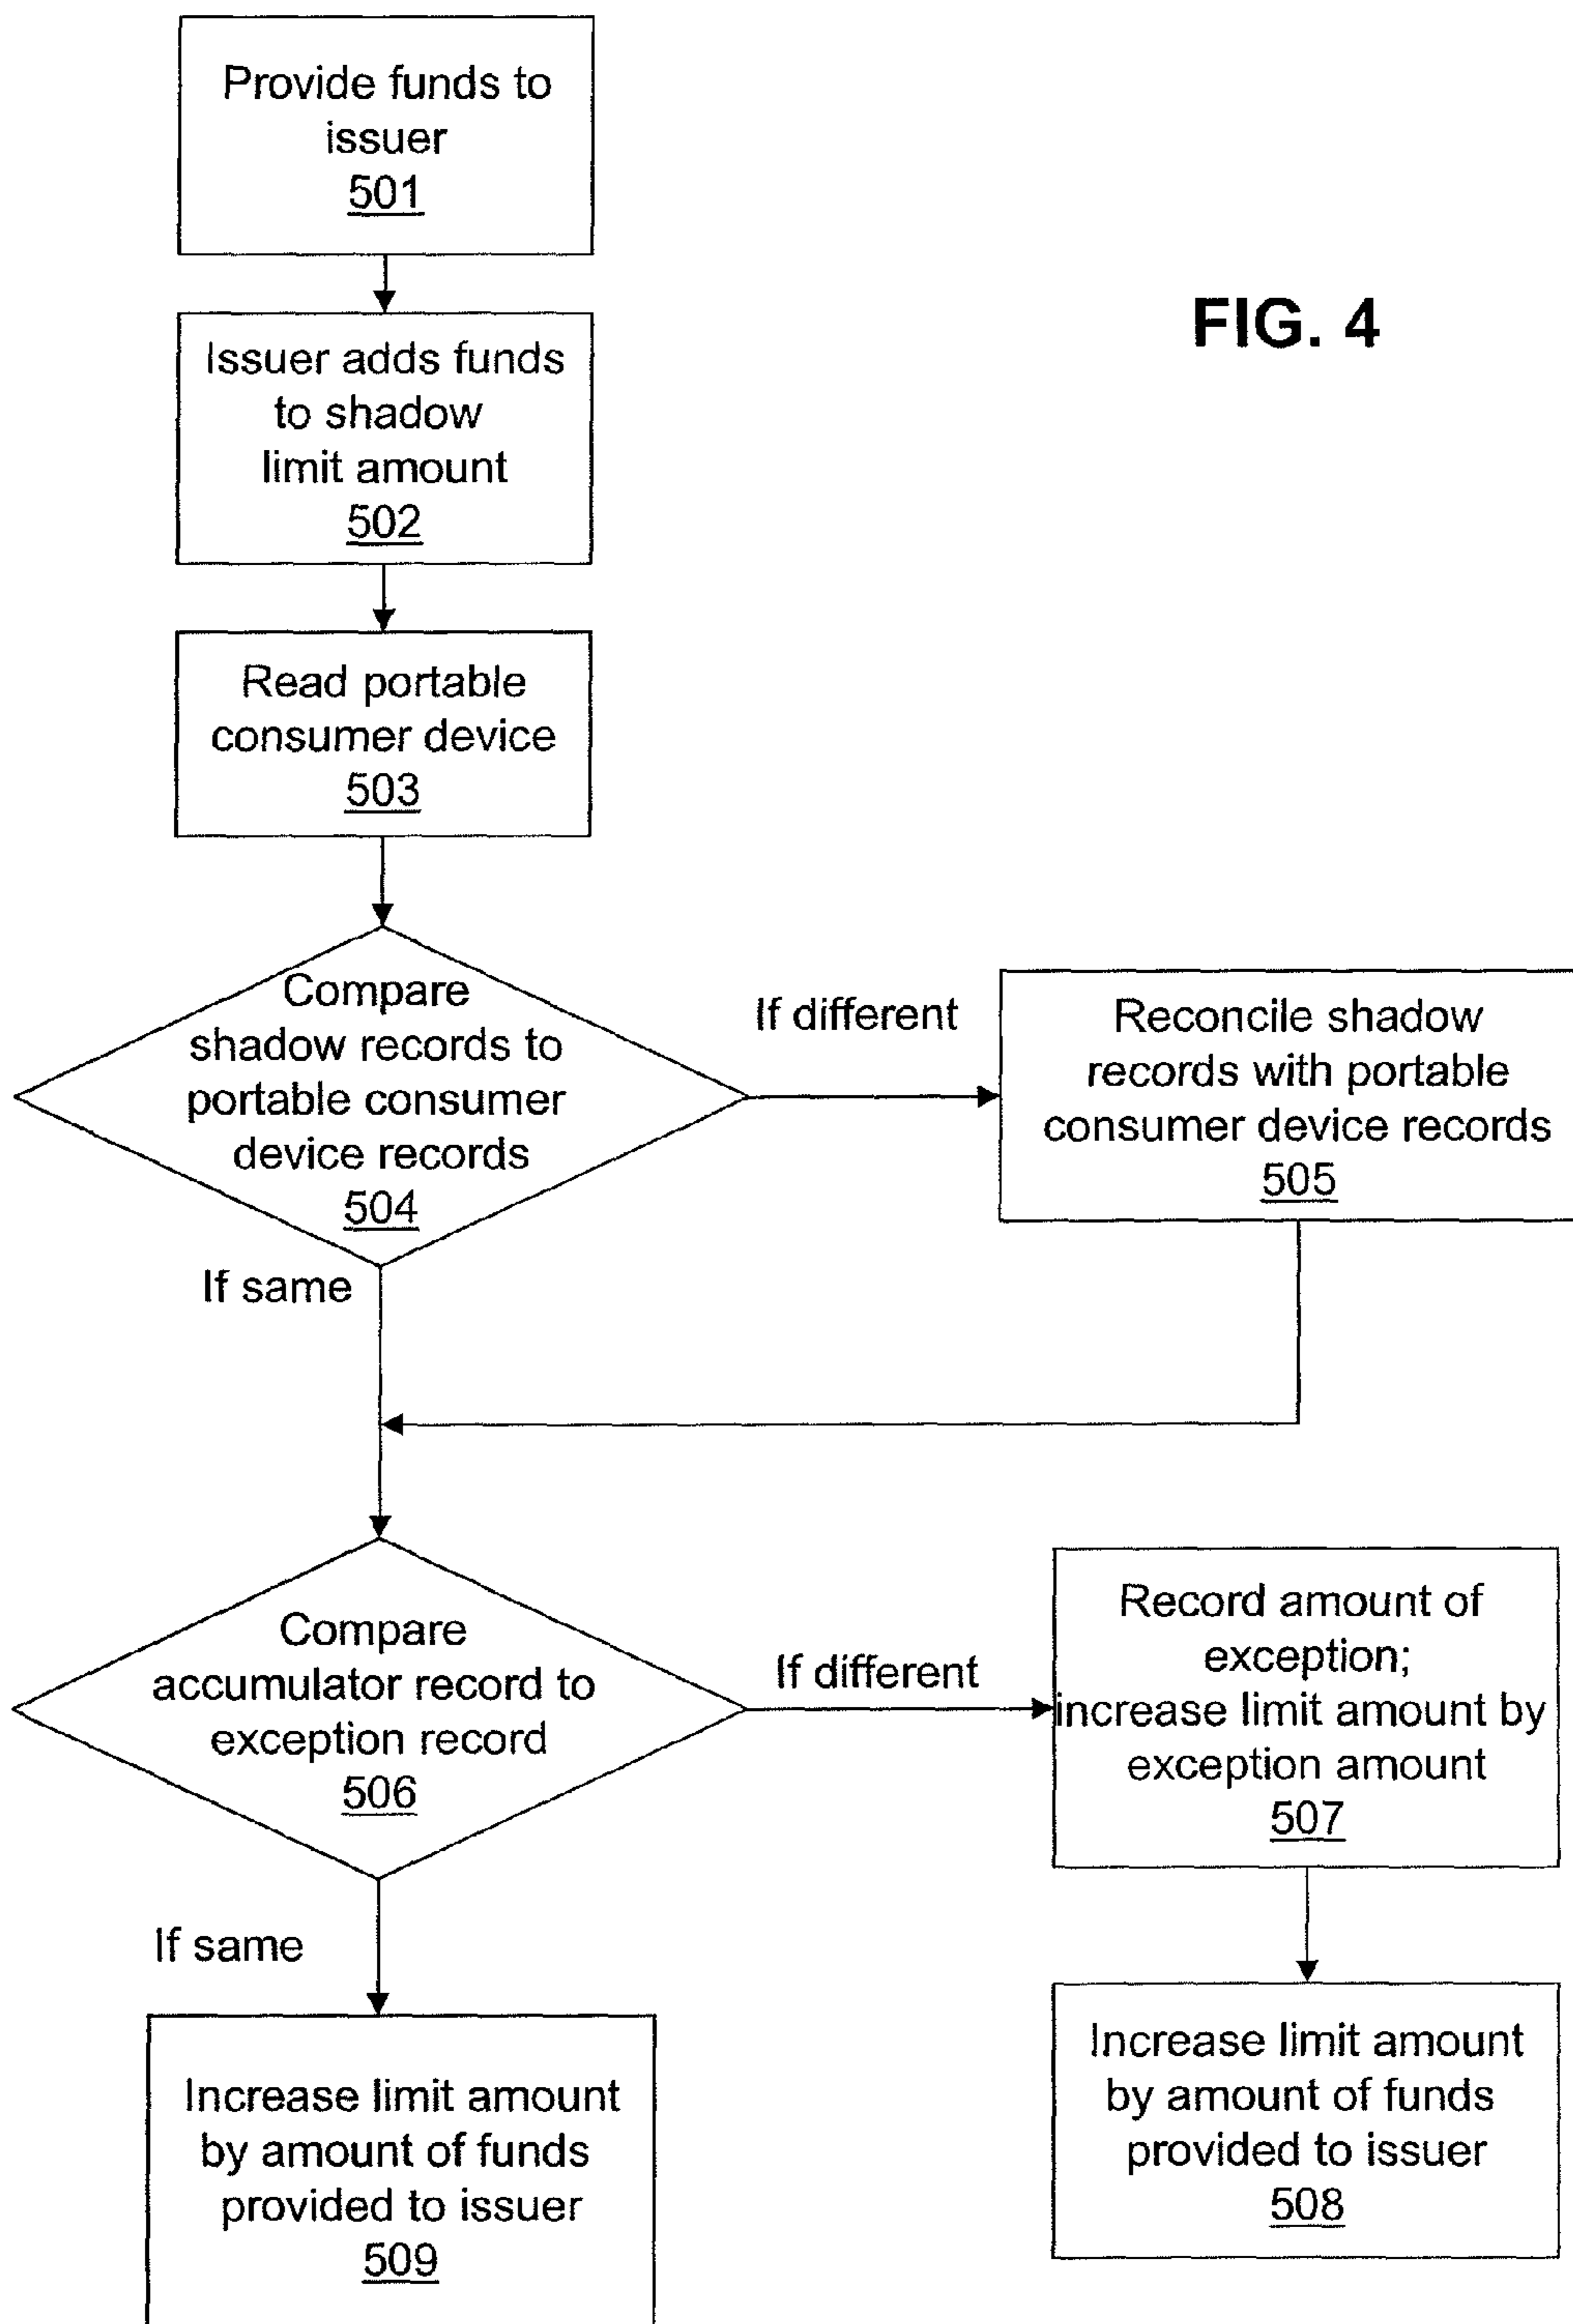 Provide funds to
issuer
501
FIG. 4
Issuer adds funds
to shadow
limit amount
502
Read portable
consumer device
503
Compare
shadow records to
portable consumer
device records
504
If different
Reconcile shadow
records with portable
consumer device records
505
If same
Compare
accumulator record to
exception record
506
If different
Record amount of
exception;
increase limit amount by
exception amount
507
If same
Increase limit amount
by amount of funds
provided to issuer
509
Increase limit amount
by amount of funds
provided to issuer
508